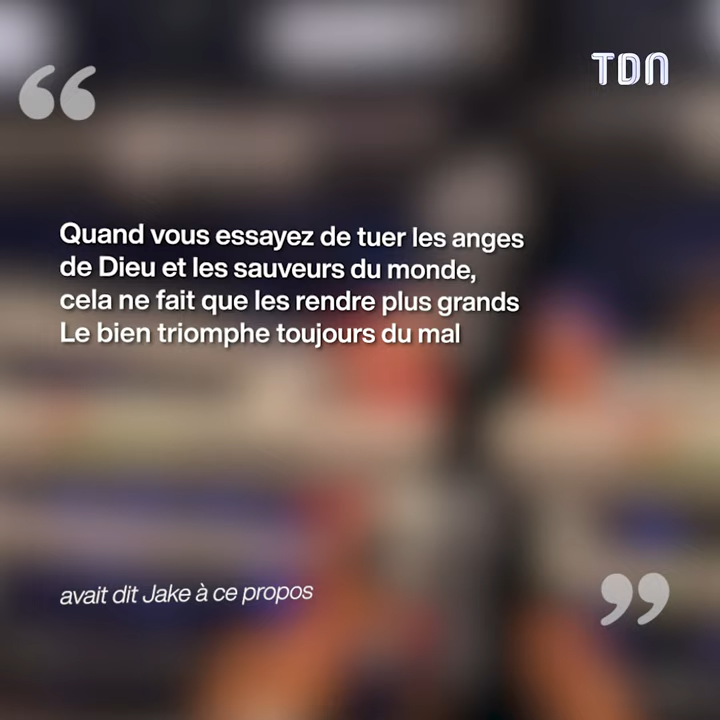 TDN
“
Quand vous essayez de tuer les anges
de Dieu et les sauveurs du monde,
cela ne fait que les rendre plus grands
Le bien triomphe toujours du mal
avait dit Jake à ce propos
”